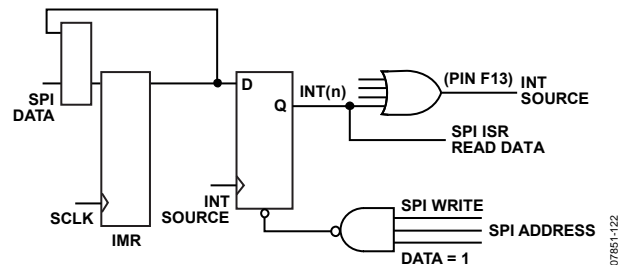 SPI
DATA
SCLK
IMR
D
Q
INT
SOURCE
INT(n)
(PIN F13)
INT
SOURCE
SPI ISR
READ DATA
SPI WRITE
SPI ADDRESS
DATA = 1
07851-122